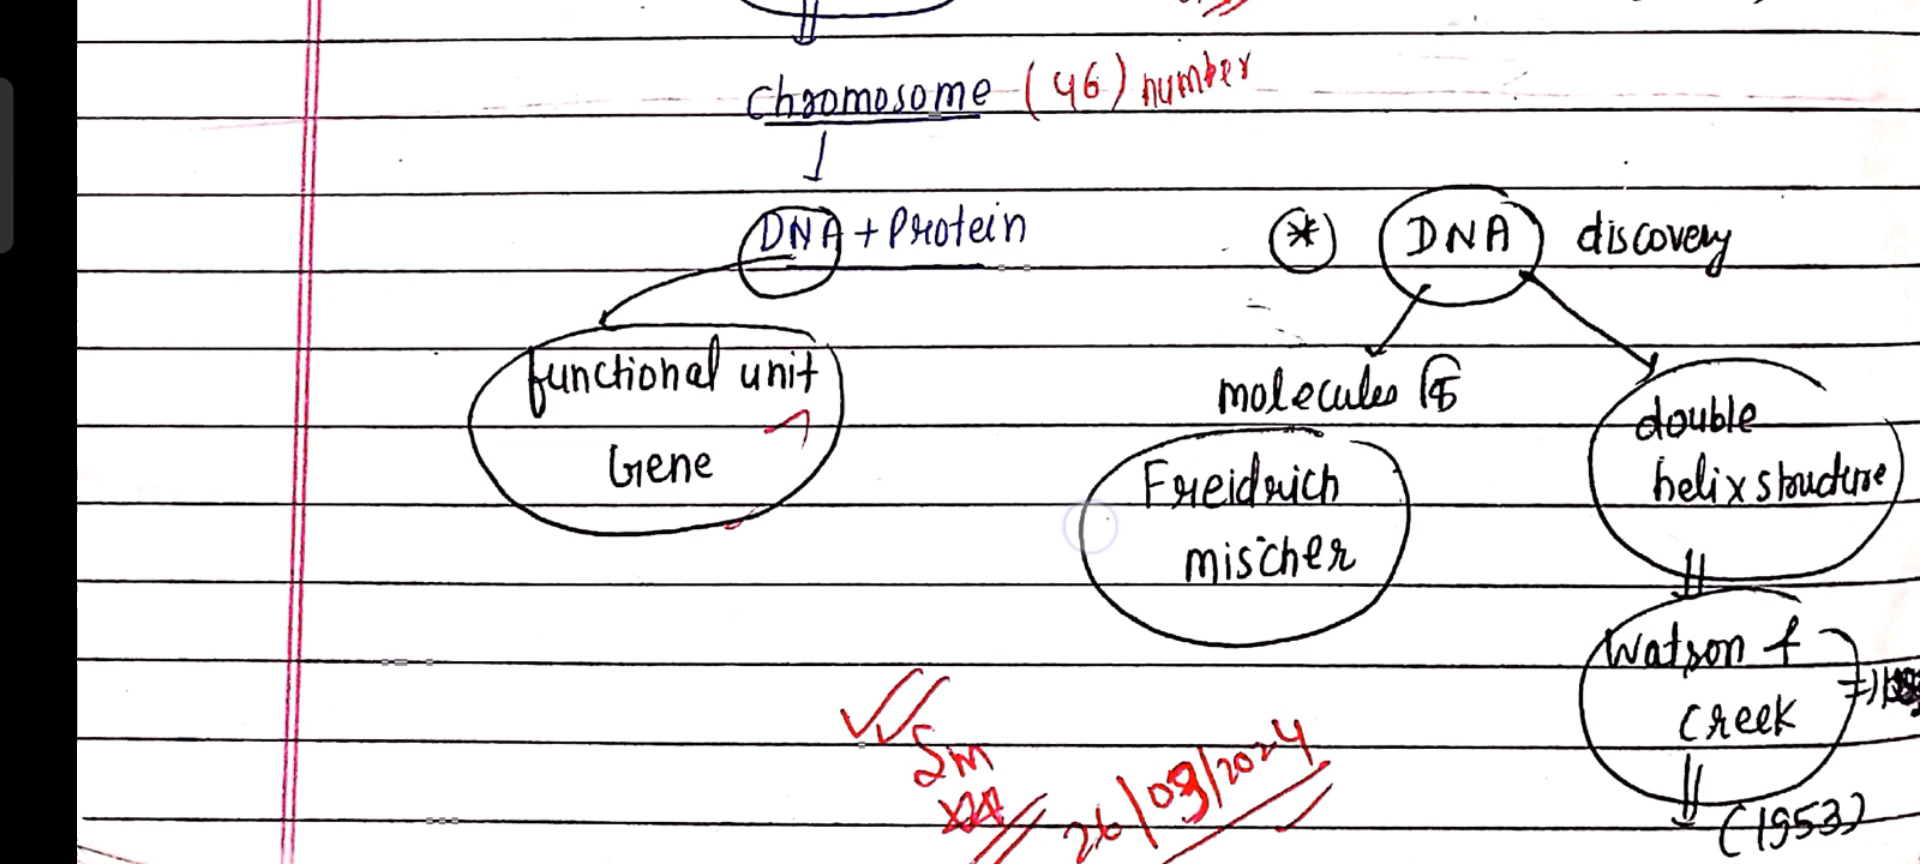 Chromosome (46) number
DNA + Protein
* DNA discovery
functional unit
Gene
molecules
double
helix structure
Freidrich
mischer
Watson &
creek
(1953)
26/09/2024